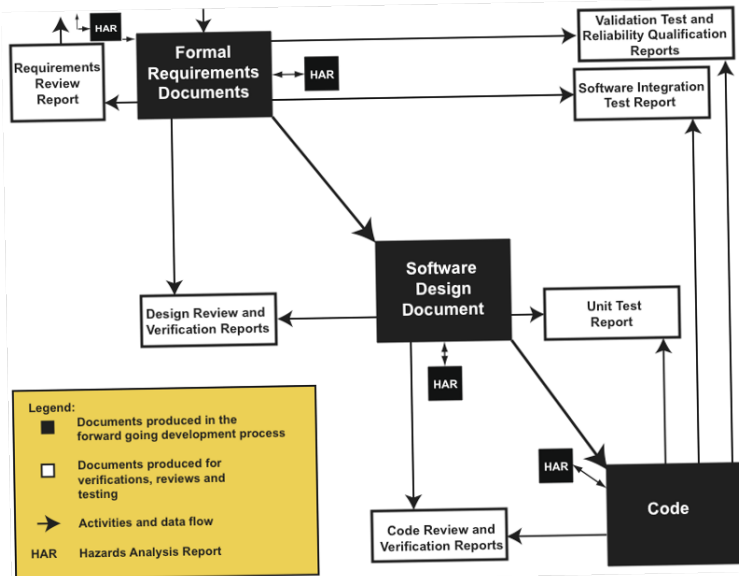 HAR
Formal
Requirements
Documents
HAR
Requirements
Review
Report
Validation Test and
Reliability Qualification
Reports
Software Integration
Test Report
Software
Design
Document
Design Review and
Verification Reports
Unit Test
Report
HAR
HAR
Code
Code Review and
Verification Reports
Legend:
Documents produced in the
forward going development process
Documents produced for
verifications, reviews and
testing
Activities and data flow
HAR Hazards Analysis Report